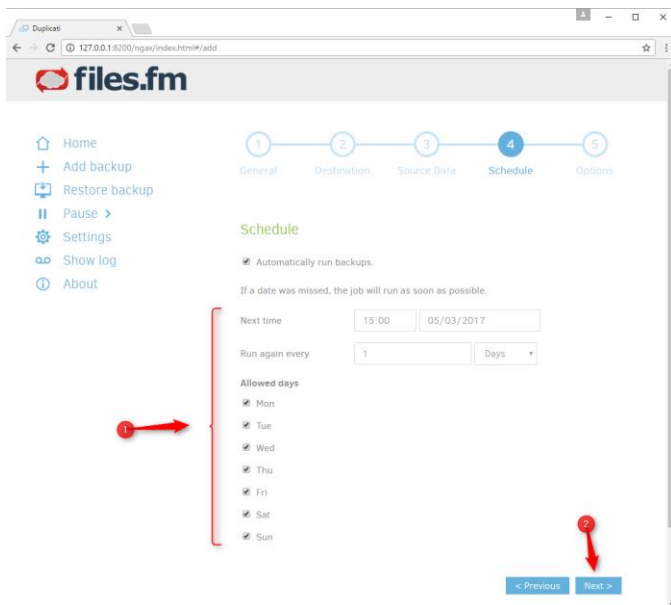 Duplicati
127.0.0.1:8200/ngax/index.html#/add
files.fm
Home
Add backup
Restore backup
Pause >
Settings
Show log
About
1 2 3 4 5
General Destination Source Data Schedule Options
Schedule
Automatically run backups.
If a date was missed, the job will run as soon as possible.
Next time 15:00 05/03/2017
Run again every 1 Days
Allowed days
Mon
Tue
Wed
Thu
Fri
Sat
Sun
1
2
< Previous Next >